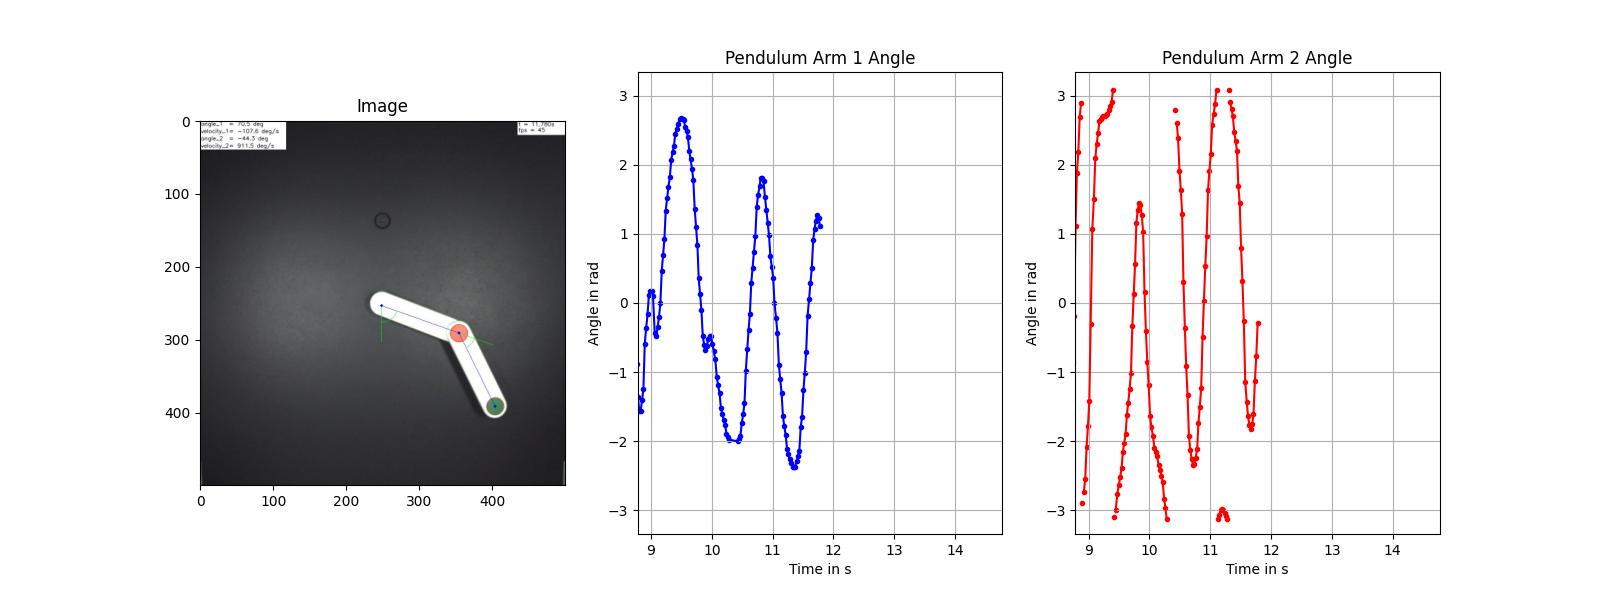 Image
angle_1 = 70.5 deg
velocity_1= -107.6 deg/s
angle_2 = -44.3 deg
velocity_2= 911.5 deg/s
t = 11.780s
fps = 45
0
100
200
300
400
0 100 200 300 400
Pendulum Arm 1 Angle
Angle in rad
3
2
1
0
−1
−2
−3
9 10 11 12 13 14
Time in s
Pendulum Arm 2 Angle
Angle in rad
3
2
1
0
−1
−2
−3
9 10 11 12 13 14
Time in s